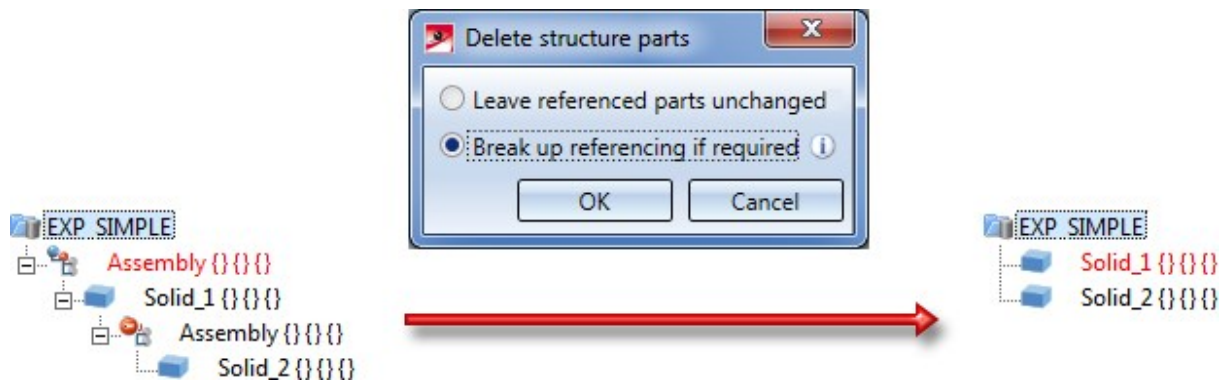 Delete structure parts
Leave referenced parts unchanged
Break up referencing if required
OK
Cancel
EXP_SIMPLE
Assembly {} {} {}
Solid_1 {} {} {}
Assembly {} {} {}
Solid_2 {} {} {}
EXP_SIMPLE
Solid_1 {} {} {}
Solid_2 {} {} {}